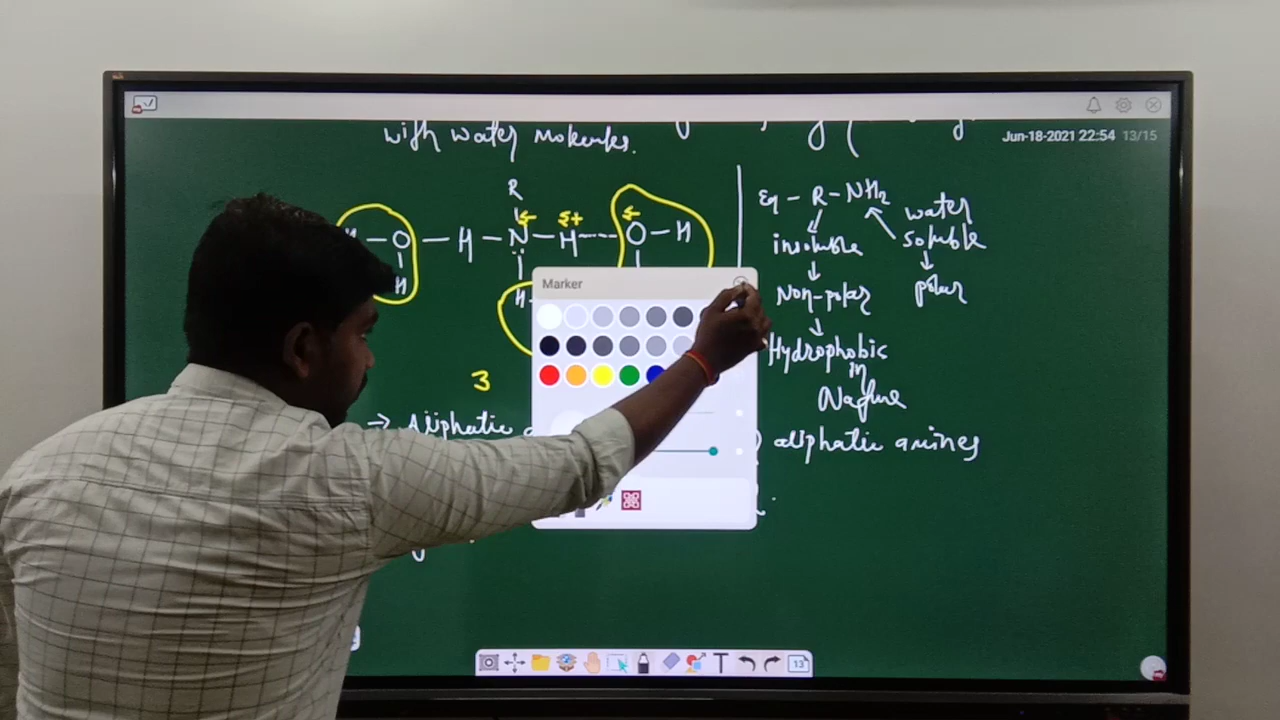 Jun-18-2021 22:54 13/15
with water molecules.
R
H – O — H – N – H ---- O – H
δ+
H
H
Marker
3
→ Aliphatic
Eg – R – NH2
water
insoluble
soluble
Non-polar
polar
Hydrophobic
in
Nature
aliphatic amines
T
13